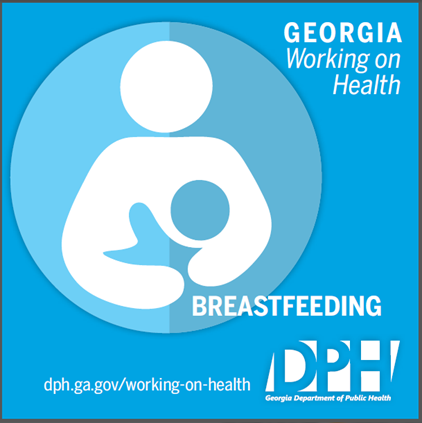 GEORGIA
Working on
Health
BREASTFEEDING
dph.ga.gov/working-on-health
DPH
Georgia Department of Public Health